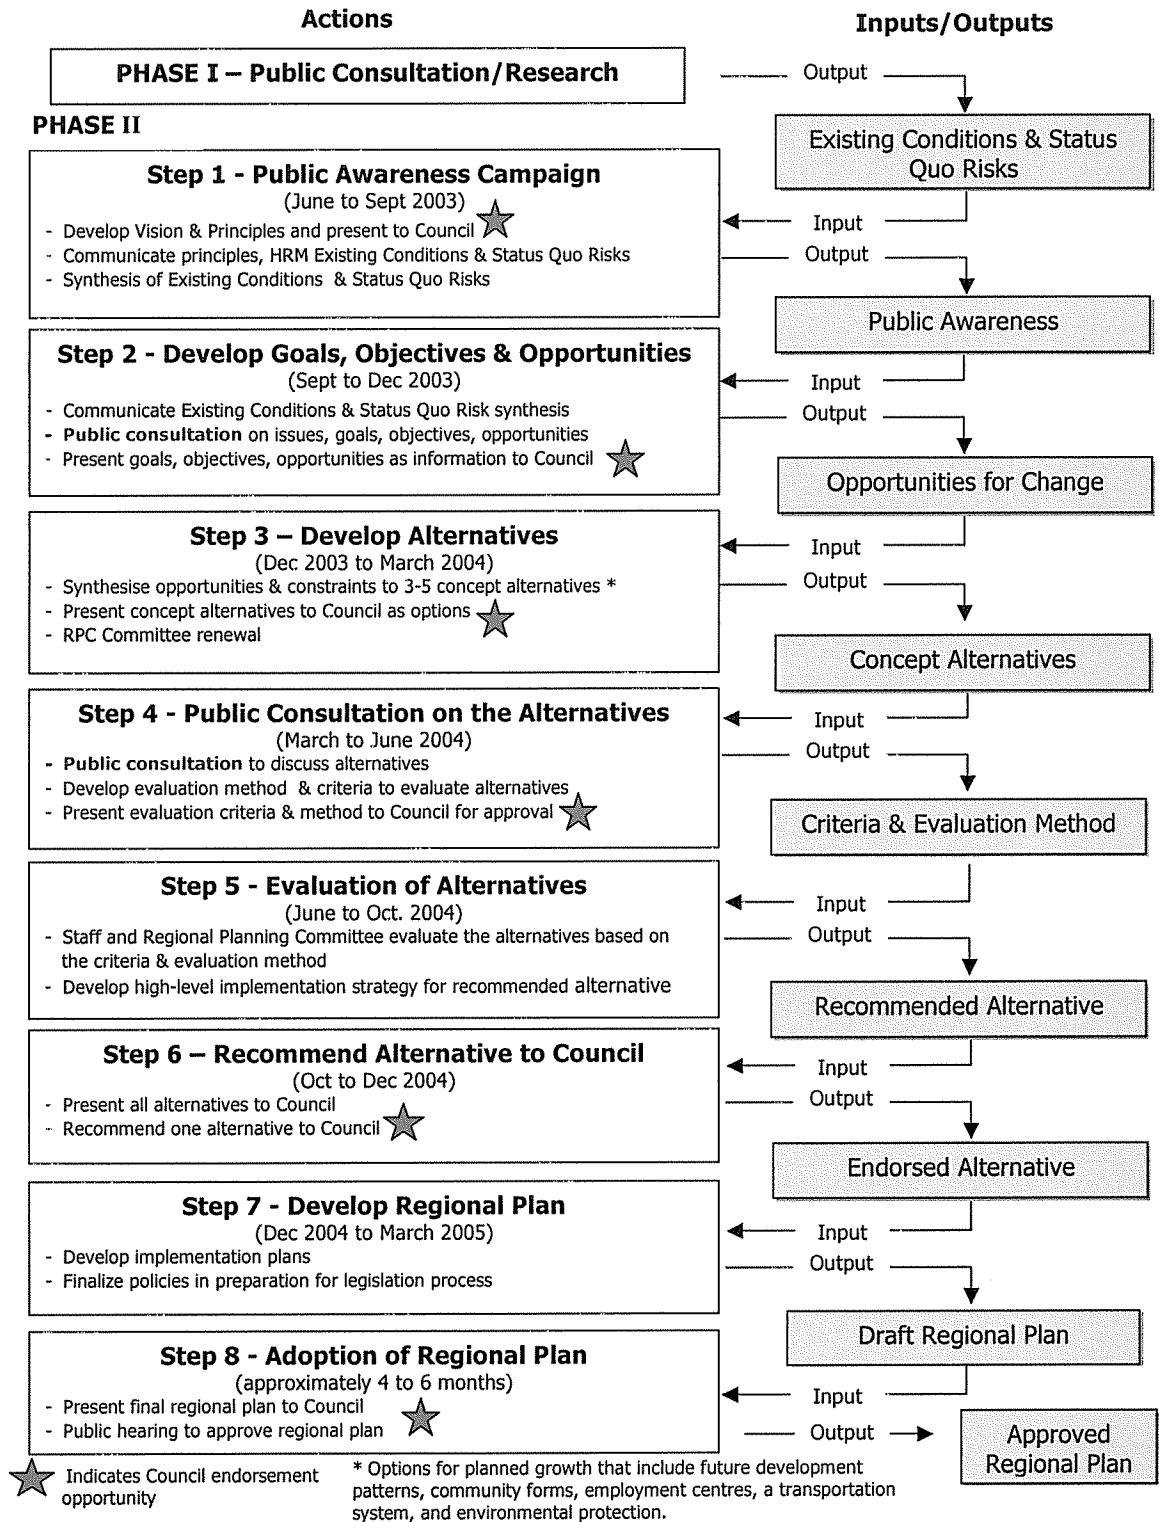 Actions
Inputs/Outputs
PHASE I – Public Consultation/Research
Output
Existing Conditions & Status
Quo Risks
PHASE II
Step 1 - Public Awareness Campaign
(June to Sept 2003)
- Develop Vision & Principles and present to Council
- Communicate principles, HRM Existing Conditions & Status Quo Risks
- Synthesis of Existing Conditions & Status Quo Risks
Input
Output
Public Awareness
Step 2 - Develop Goals, Objectives & Opportunities
(Sept to Dec 2003)
- Communicate Existing Conditions & Status Quo Risk synthesis
- Public consultation on issues, goals, objectives, opportunities
- Present goals, objectives, opportunities as information to Council
Input
Output
Opportunities for Change
Step 3 – Develop Alternatives
(Dec 2003 to March 2004)
- Synthesise opportunities & constraints to 3-5 concept alternatives *
- Present concept alternatives to Council as options
- RPC Committee renewal
Input
Output
Concept Alternatives
Step 4 - Public Consultation on the Alternatives
(March to June 2004)
- Public consultation to discuss alternatives
- Develop evaluation method & criteria to evaluate alternatives
- Present evaluation criteria & method to Council for approval
Input
Output
Criteria & Evaluation Method
Step 5 - Evaluation of Alternatives
(June to Oct. 2004)
- Staff and Regional Planning Committee evaluate the alternatives based on
the criteria & evaluation method
- Develop high-level implementation strategy for recommended alternative
Input
Output
Recommended Alternative
Step 6 – Recommend Alternative to Council
(Oct to Dec 2004)
- Present all alternatives to Council
- Recommend one alternative to Council
Input
Output
Endorsed Alternative
Step 7 - Develop Regional Plan
(Dec 2004 to March 2005)
- Develop implementation plans
- Finalize policies in preparation for legislation process
Input
Output
Draft Regional Plan
Step 8 - Adoption of Regional Plan
(approximately 4 to 6 months)
- Present final regional plan to Council
- Public hearing to approve regional plan
Input
Output
Approved
Regional Plan
Indicates Council endorsement
opportunity
* Options for planned growth that include future development
patterns, community forms, employment centres, a transportation
system, and environmental protection.